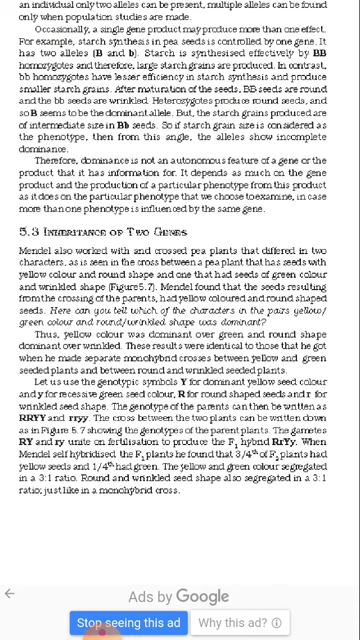 an individual only two alleles can be present, multiple alleles can be found
only when population studies are made.
Occasionally, a single gene product may produce more than one effect.
For example, starch synthesis in pea seeds is controlled by one gene. It
has two alleles (B and b). Starch is synthesised effectively by BB
homozygotes and therefore, large starch grains are produced. In contrast,
bb homozygotes have lesser efficiency in starch synthesis and produce
smaller starch grains. After maturation of the seeds, BB seeds are round
and the bb seeds are wrinkled. Heterozygotes produce round seeds, and
so B seems to be the dominant allele. But, the starch grains produced are
of intermediate size in Bb seeds. So if starch grain size is considered as
the phenotype, then from this angle, the alleles show incomplete
dominance.
Therefore, dominance is not an autonomous feature of a gene or the
product that it has information for. It depends as much on the gene
product and the production of a particular phenotype from this product
as it does on the particular phenotype that we choose to examine, in case
more than one phenotype is influenced by the same gene.
5.3 INHERITANCE OF TWO GENES
Mendel also worked with and crossed pea plants that differed in two
characters, as is seen in the cross between a pea plant that has seeds with
yellow colour and round shape and one that had seeds of green colour
and wrinkled shape (Figure 5.7). Mendel found that the seeds resulting
from the crossing of the parents, had yellow coloured and round shaped
seeds. Here can you tell which of the characters in the pairs yellow/
green colour and round/wrinkled shape was dominant?
Thus, yellow colour was dominant over green and round shape
dominant over wrinkled. These results were identical to those that he
got when he made separate monohybrid crosses between yellow and green
seeded plants and between round and wrinkled seeded plants.
Let us use the genotypic symbols Y for dominant yellow seed colour
and y for recessive green seed colour, R for round shaped seeds and r for
wrinkled seed shape. The genotype of the parents can then be written as
RRYY and rryy. The cross between the two plants can be written down
as in Figure 5.7 showing the genotypes of the parent plants. The gametes
RY and ry unite on fertilisation to produce the F1 hybrid RrYy. When
Mendel self hybridised the F1 plants he found that 3/4th of F2 plants had
yellow seeds and 1/4th had green. The yellow and green colour segregated
in a 3:1 ratio. Round and wrinkled seed shape also segregated in a 3:1
ratio; just like in a monohybrid cross.
Ads by Google
Stop seeing this ad
Why this ad?